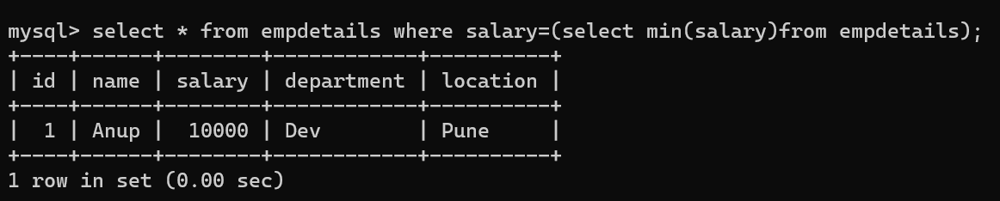 mysql> select * from empdetails where salary=(select min(salary)from empdetails);
+----+------+--------+------------+----------+
| id | name | salary | department | location |
+----+------+--------+------------+----------+
|  1 | Anup |  10000 | Dev        | Pune     |
+----+------+--------+------------+----------+
1 row in set (0.00 sec)